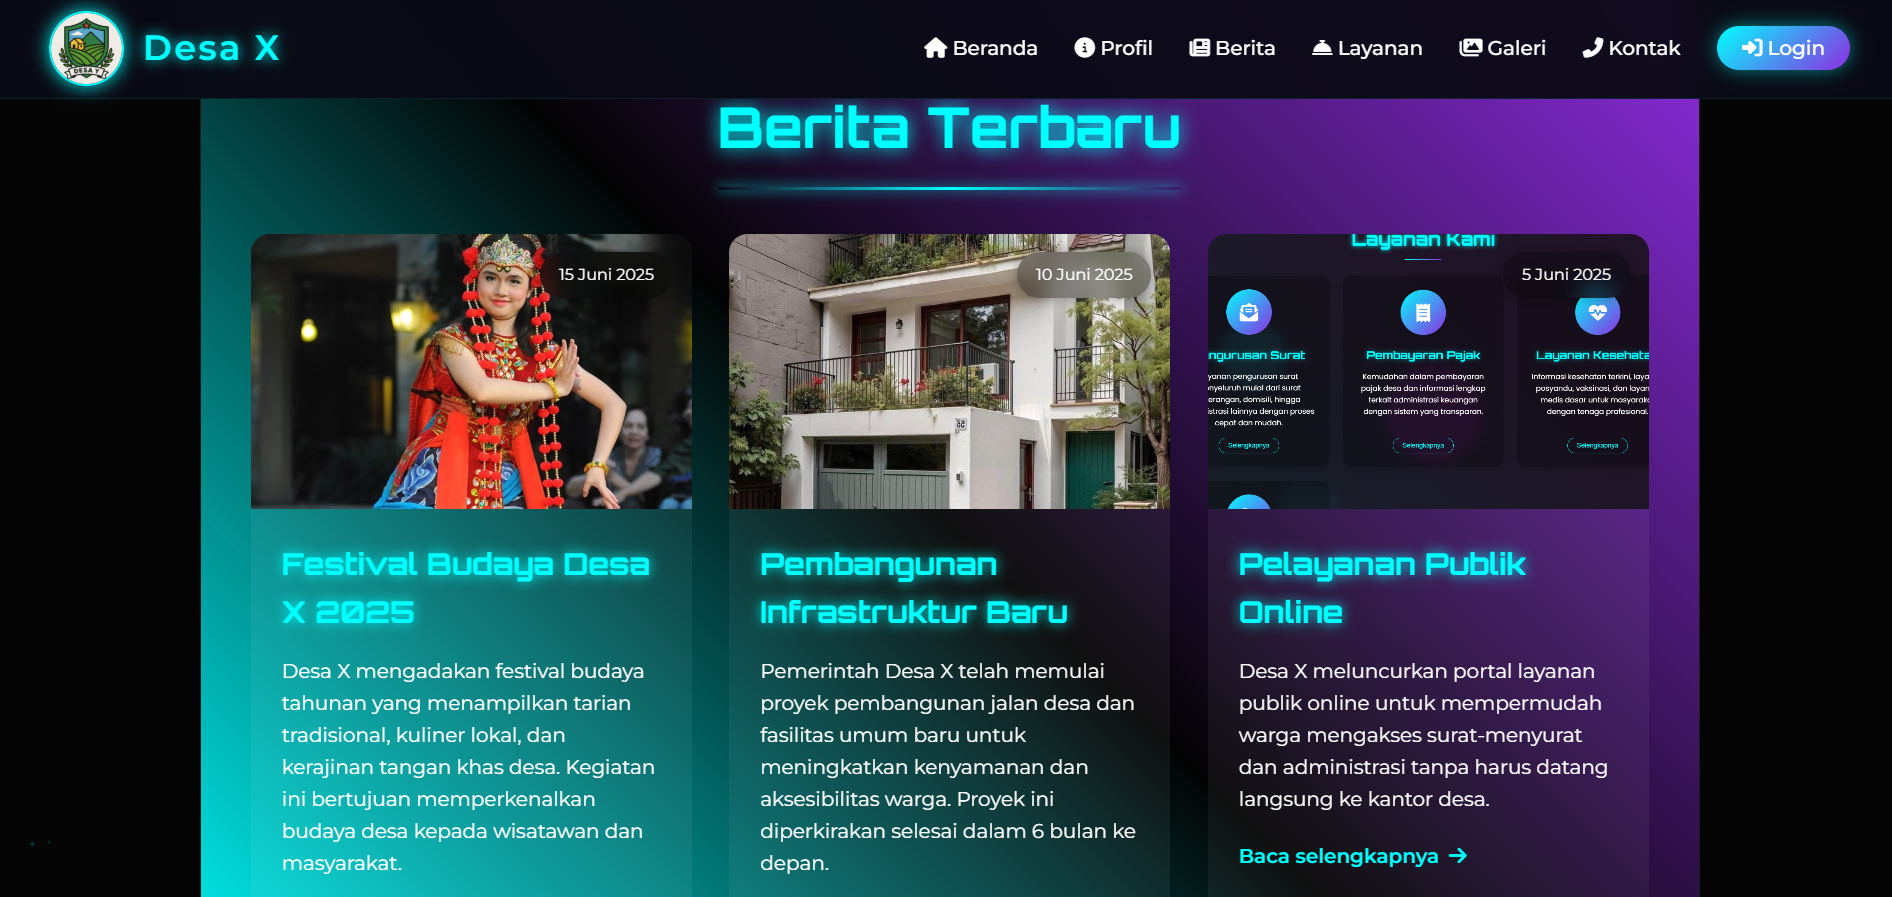 DESA Y
Desa X
Beranda
Profil
Berita
Layanan
Galeri
Kontak
Login
Berita Terbaru
15 Juni 2025
10 Juni 2025
Layanan Kami
5 Juni 2025
ngurusan Surat
yanan pengurusan surat
nyeluruh mulai dari surat
erangan, domisili, hingga
istrasi lainnya dengan proses
cepat dan mudah.
Selengkapnya
Pembayaran Pajak
Kemudahan dalam pembayaran
pajak desa dan informasi lengkap
terkait administrasi keuangan
dengan sistem yang transparan.
Selengkapnya
Layanan Kesehata
Informasi kesehatan terkini, laya
posyandu, vaksinasi, dan layan
medis dasar untuk masyaraka
dengan tenaga profesional.
Selengkapnya
Festival Budaya Desa
X 2025
Desa X mengadakan festival budaya
tahunan yang menampilkan tarian
tradisional, kuliner lokal, dan
kerajinan tangan khas desa. Kegiatan
ini bertujuan memperkenalkan
budaya desa kepada wisatawan dan
masyarakat.
Pembangunan
Infrastruktur Baru
Pemerintah Desa X telah memulai
proyek pembangunan jalan desa dan
fasilitas umum baru untuk
meningkatkan kenyamanan dan
aksesibilitas warga. Proyek ini
diperkirakan selesai dalam 6 bulan ke
depan.
Pelayanan Publik
Online
Desa X meluncurkan portal layanan
publik online untuk mempermudah
warga mengakses surat-menyurat
dan administrasi tanpa harus datang
langsung ke kantor desa.
Baca selengkapnya